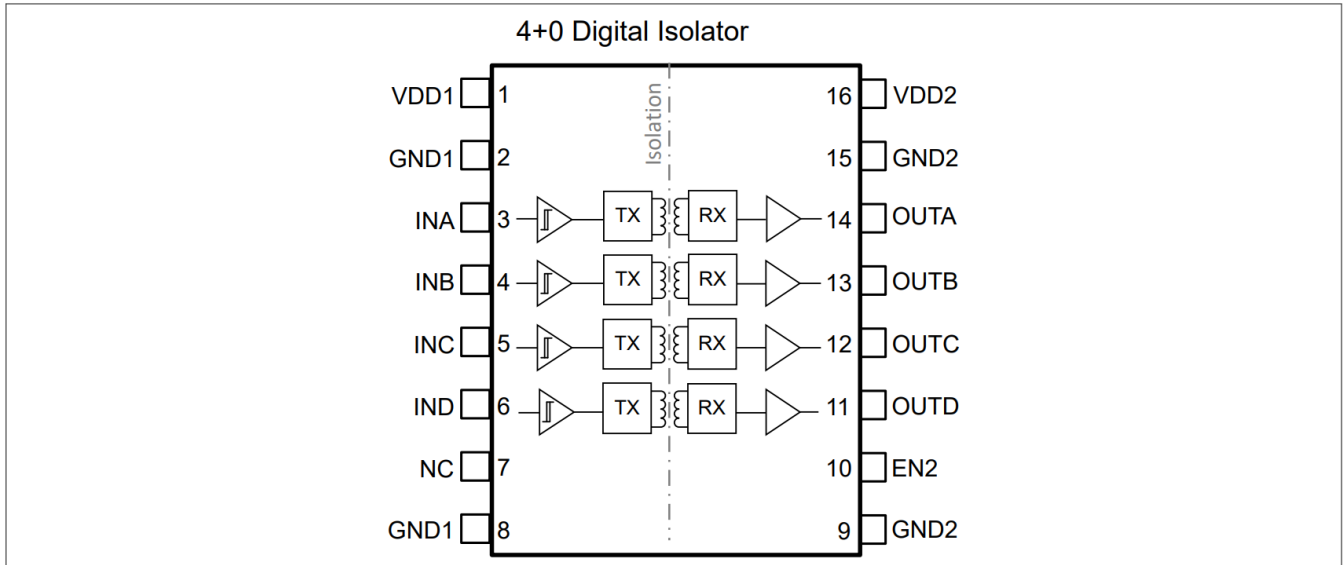 4+0 Digital Isolator
Isolation
VDD1 1 16 VDD2
GND1 2 15 GND2
INA 3 TX RX 14 OUTA
INB 4 TX RX 13 OUTB
INC 5 TX RX 12 OUTC
IND 6 TX RX 11 OUTD
NC 7 10 EN2
GND1 8 9 GND2